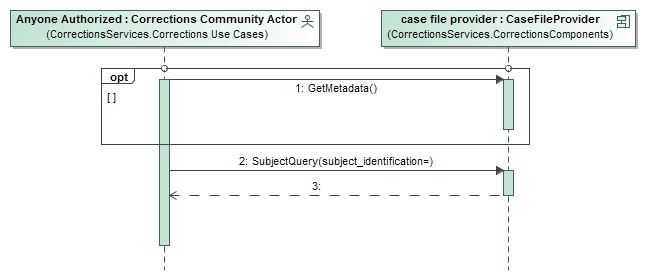 Anyone Authorized : Corrections Community Actor
(CorrectionsServices.Corrections Use Cases)
case file provider : CaseFileProvider
(CorrectionsServices.CorrectionsComponents)
opt
[ ]
1: GetMetadata()
2: SubjectQuery(subject_identification=)
3: